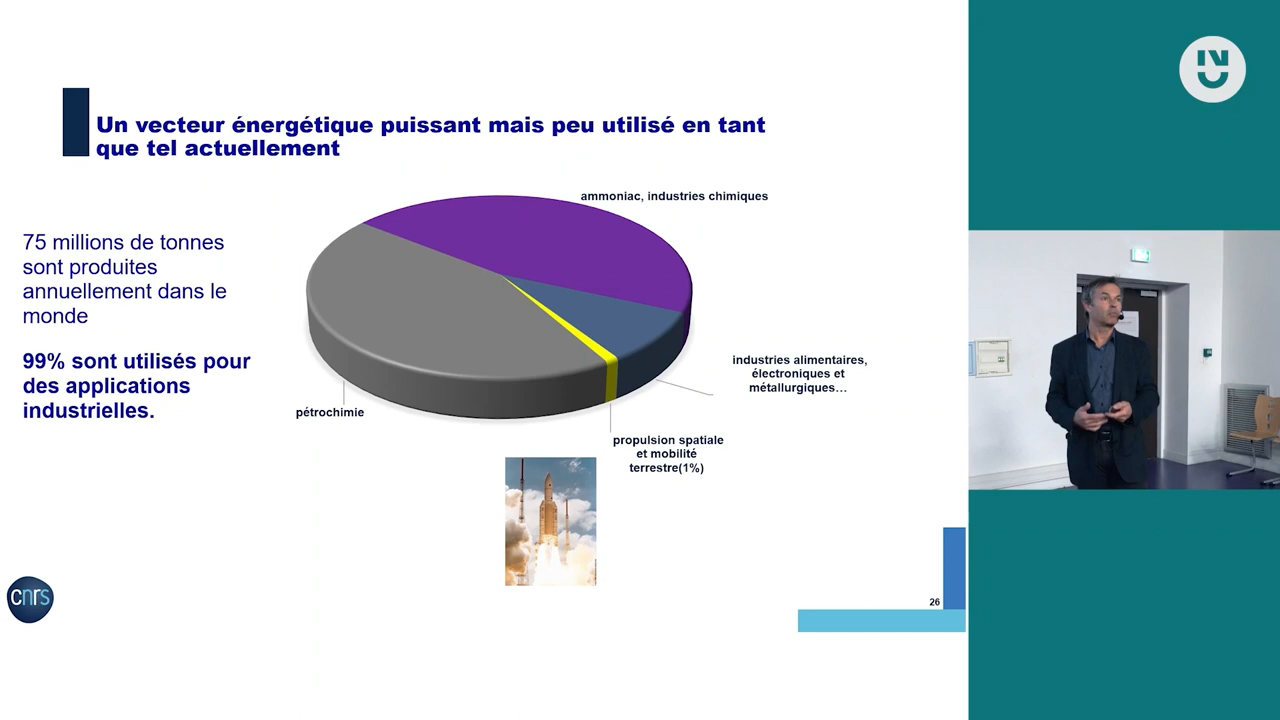 Un vecteur énergétique puissant mais peu utilisé en tant
que tel actuellement
75 millions de tonnes
sont produites
annuellement dans le
monde
99% sont utilisés pour
des applications
industrielles.
ammoniac, industries chimiques
industries alimentaires,
électroniques et
métallurgiques…
pétrochimie
propulsion spatiale
et mobilité
terrestre(1%)
cnrs
26